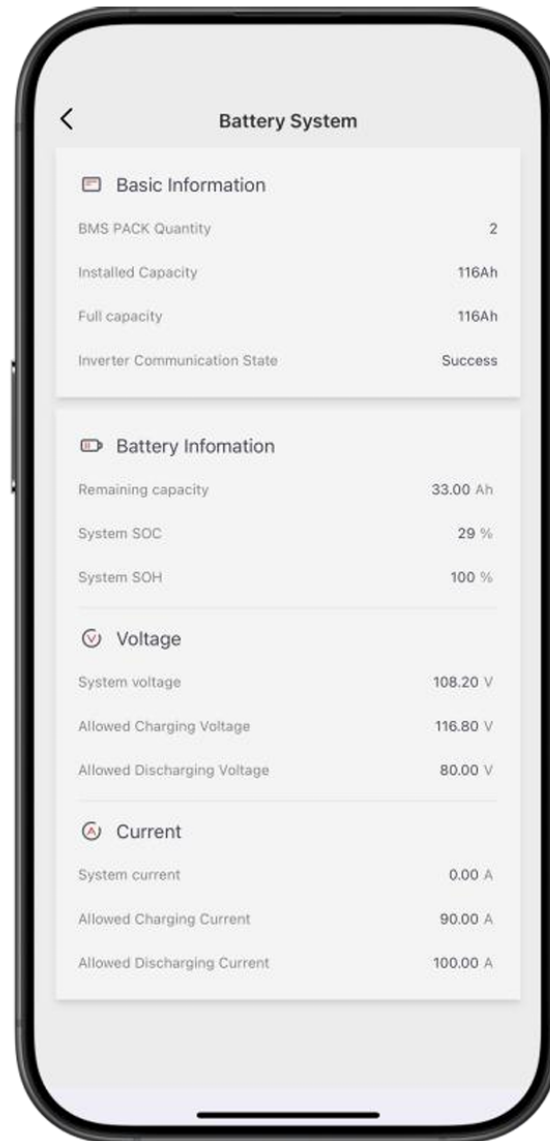 Battery System
Basic Information
BMS PACK Quantity 2
Installed Capacity 116Ah
Full capacity 116Ah
Inverter Communication State Success
Battery Infomation
Remaining capacity 33.00 Ah
System SOC 29 %
System SOH 100 %
Voltage
System voltage 108.20 V
Allowed Charging Voltage 116.80 V
Allowed Discharging Voltage 80.00 V
Current
System current 0.00 A
Allowed Charging Current 90.00 A
Allowed Discharging Current 100.00 A